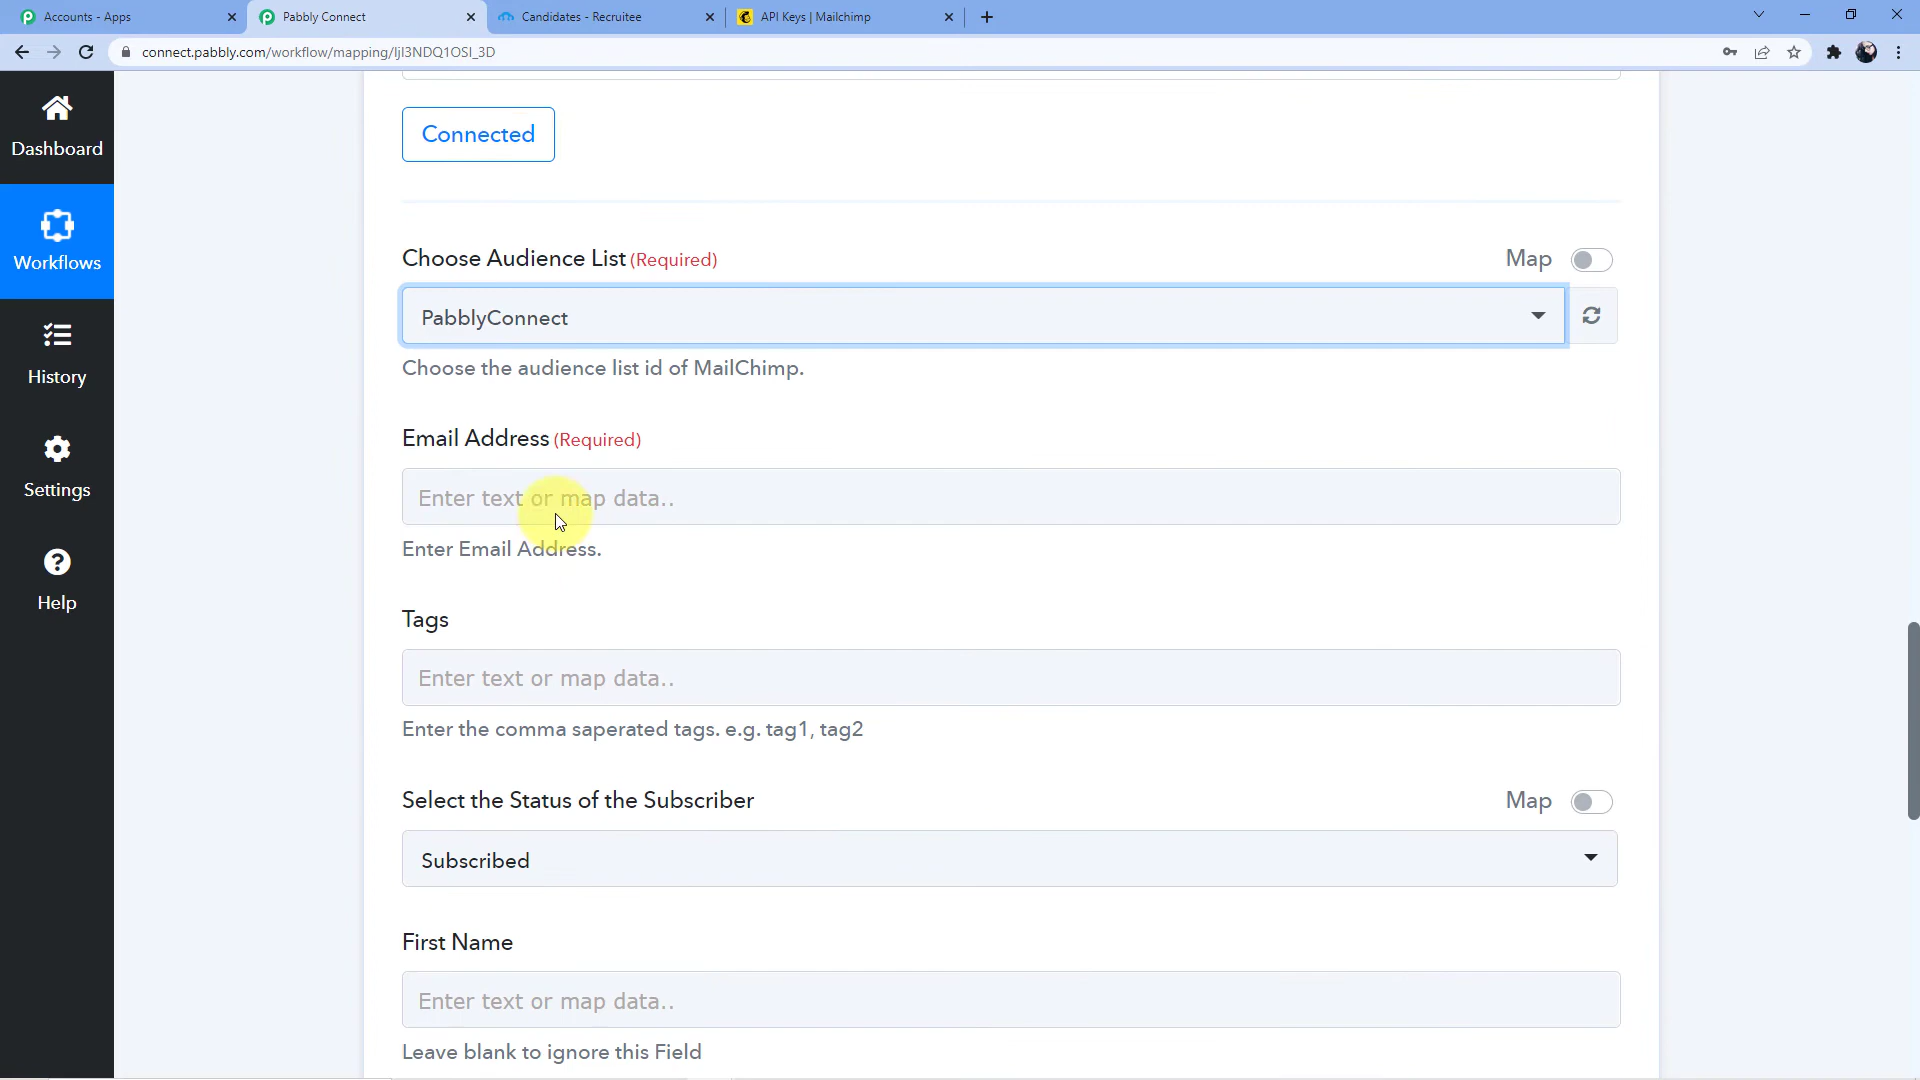 Accounts - Apps
Pabbly Connect
Candidates - Recruitee
API Keys | Mailchimp
connect.pabbly.com/workflow/mapping/IjI3NDQ1OSI_3D
Dashboard
Workflows
History
Settings
Help
Connected
Choose Audience List (Required)
Map
PabblyConnect
Choose the audience list id of MailChimp.
Email Address (Required)
Enter text or map data..
Enter Email Address.
Tags
Enter text or map data..
Enter the comma saperated tags. e.g. tag1, tag2
Select the Status of the Subscriber
Map
Subscribed
First Name
Enter text or map data..
Leave blank to ignore this Field